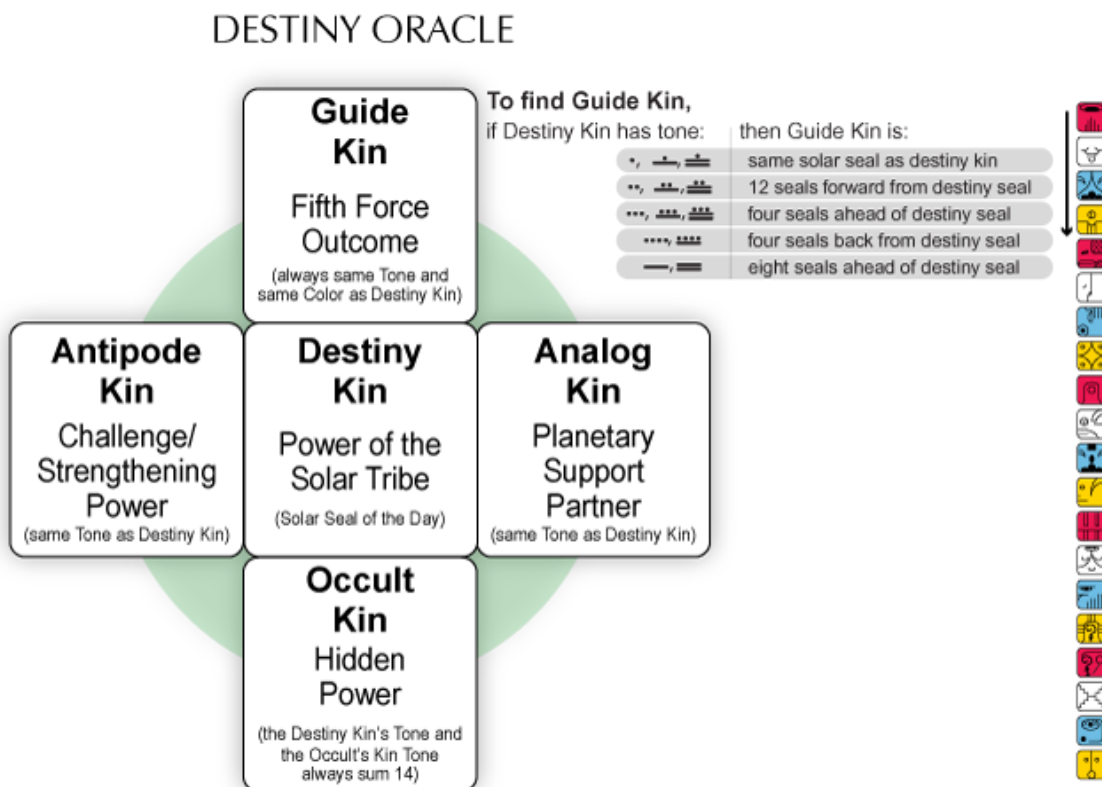 DESTINY ORACLE
Guide
Kin
Fifth Force
Outcome
(always same Tone and
same Color as Destiny Kin)
To find Guide Kin,
if Destiny Kin has tone: then Guide Kin is:
same solar seal as destiny kin
12 seals forward from destiny seal
four seals ahead of destiny seal
four seals back from destiny seal
eight seals ahead of destiny seal
Antipode
Kin
Challenge/
Strengthening
Power
(same Tone as Destiny Kin)
Destiny
Kin
Power of the
Solar Tribe
(Solar Seal of the Day)
Analog
Kin
Planetary
Support
Partner
(same Tone as Destiny Kin)
Occult
Kin
Hidden
Power
(the Destiny Kin's Tone and
the Occult's Kin Tone
always sum 14)